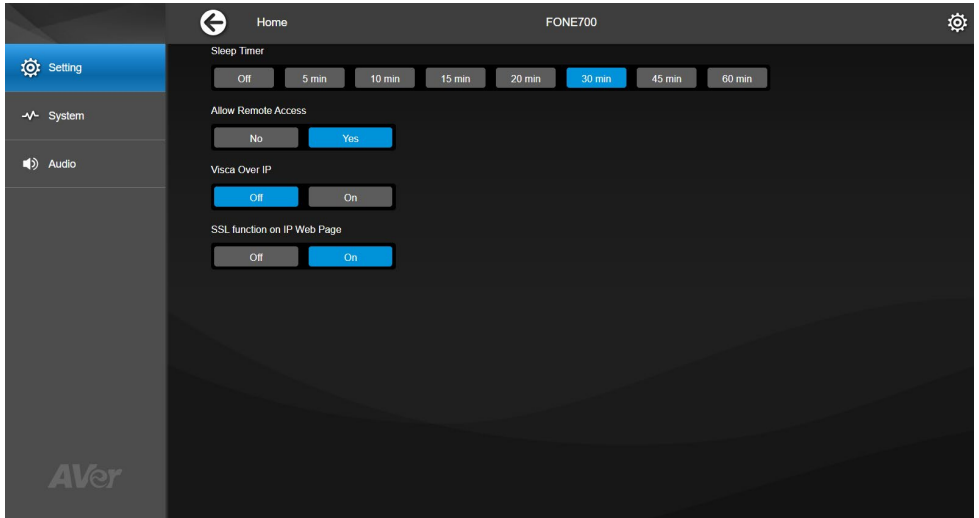 Home
FONE700
Setting
System
Audio
AVer
Sleep Timer
Off 5 min 10 min 15 min 20 min 30 min 45 min 60 min
Allow Remote Access
No Yes
Visca Over IP
Off On
SSL function on IP Web Page
Off On